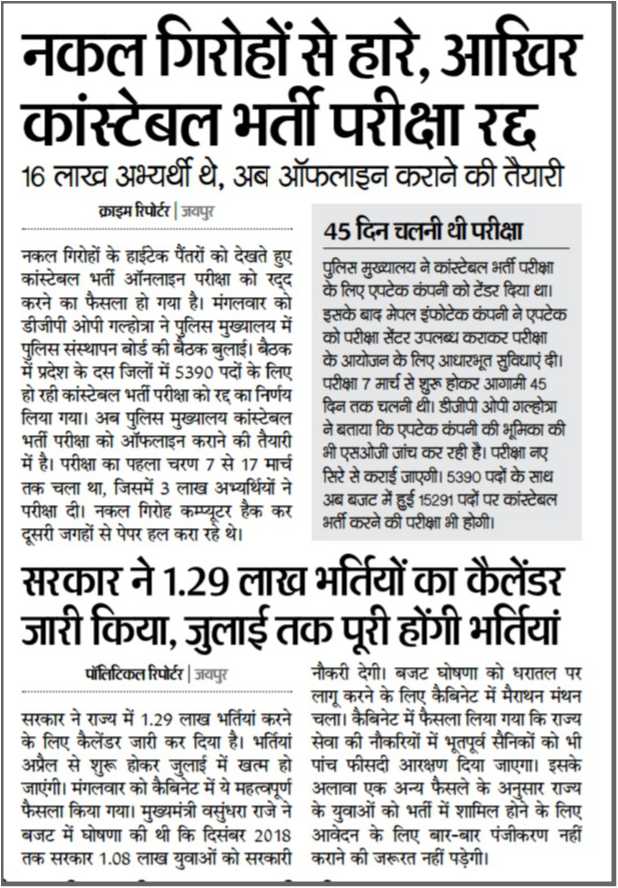 नकल गिरोहों से हारे, आखिर
कांस्टेबल भर्ती परीक्षा रद्द
16 लाख अभ्यर्थी थे, अब ऑफलाइन कराने की तैयारी
क्राइम रिपोर्टर | जयपुर
नकल गिरोहों के हाईटेक पैंतरों को देखते हुए
कांस्टेबल भर्ती ऑनलाइन परीक्षा को रद्द
करने का फैसला हो गया है। मंगलवार को
डीजीपी ओपी गल्होत्रा ने पुलिस मुख्यालय में
पुलिस संस्थापन बोर्ड की बैठक बुलाई। बैठक
में प्रदेश के दस जिलों में 5390 पदों के लिए
हो रही कांस्टेबल भर्ती परीक्षा को रद्द का निर्णय
लिया गया। अब पुलिस मुख्यालय कांस्टेबल
भर्ती परीक्षा को ऑफलाइन कराने की तैयारी
में है। परीक्षा का पहला चरण 7 से 17 मार्च
तक चला था, जिसमें 3 लाख अभ्यर्थियों ने
परीक्षा दी। नकल गिरोह कम्प्यूटर हैक कर
दूसरी जगहों से पेपर हल करा रहे थे।
45 दिन चलनी थी परीक्षा
पुलिस मुख्यालय ने कांस्टेबल भर्ती परीक्षा
के लिए एपटेक कंपनी को टेंडर दिया था।
इसके बाद मेपल इंफोटेक कंपनी ने एपटेक
को परीक्षा सेंटर उपलब्ध कराकर परीक्षा
के आयोजन के लिए आधारभूत सुविधाएं दी।
परीक्षा 7 मार्च से शुरू होकर आगामी 45
दिन तक चलनी थी। डीजीपी ओपी गल्होत्रा
ने बताया कि एपटेक कंपनी की भूमिका की
भी एसओजी जांच कर रही है। परीक्षा नए
सिरे से कराई जाएगी। 5390 पदों के साथ
अब बजट में हुई 15291 पदों पर कांस्टेबल
भर्ती करने की परीक्षा भी होगी।
सरकार ने 1.29 लाख भर्तियों का कैलेंडर
जारी किया, जुलाई तक पूरी होंगी भर्तियां
पॉलिटिकल रिपोर्टर | जयपुर
सरकार ने राज्य में 1.29 लाख भर्तियां करने
के लिए कैलेंडर जारी कर दिया है। भर्तियां
अप्रैल से शुरू होकर जुलाई में खत्म हो
जाएंगी। मंगलवार को कैबिनेट में ये महत्वपूर्ण
फैसला किया गया। मुख्यमंत्री वसुंधरा राजे ने
बजट में घोषणा की थी कि दिसंबर 2018
तक सरकार 1.08 लाख युवाओं को सरकारी
नौकरी देगी। बजट घोषणा को धरातल पर
लागू करने के लिए कैबिनेट में मैराथन मंथन
चला। कैबिनेट में फैसला लिया गया कि राज्य
सेवा की नौकरियों में भूतपूर्व सैनिकों को भी
पांच फीसदी आरक्षण दिया जाएगा। इसके
अलावा एक अन्य फैसले के अनुसार राज्य
के युवाओं को भर्ती में शामिल होने के लिए
आवेदन के लिए बार-बार पंजीकरण नहीं
कराने की जरूरत नहीं पड़ेगी।